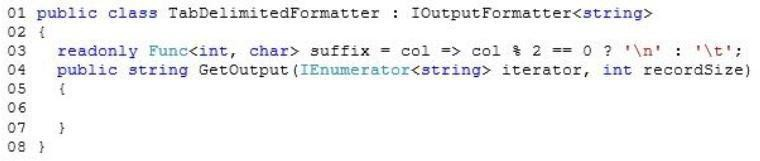 01 public class TabDelimitedFormatter : IOutputFormatter<string>
02 {
03   readonly Func<int, char> suffix = col => col % 2 == 0 ? '\n' : '\t';
04   public string GetOutput(IEnumerator<string> iterator, int recordSize)
05   {
06
07   }
08 }